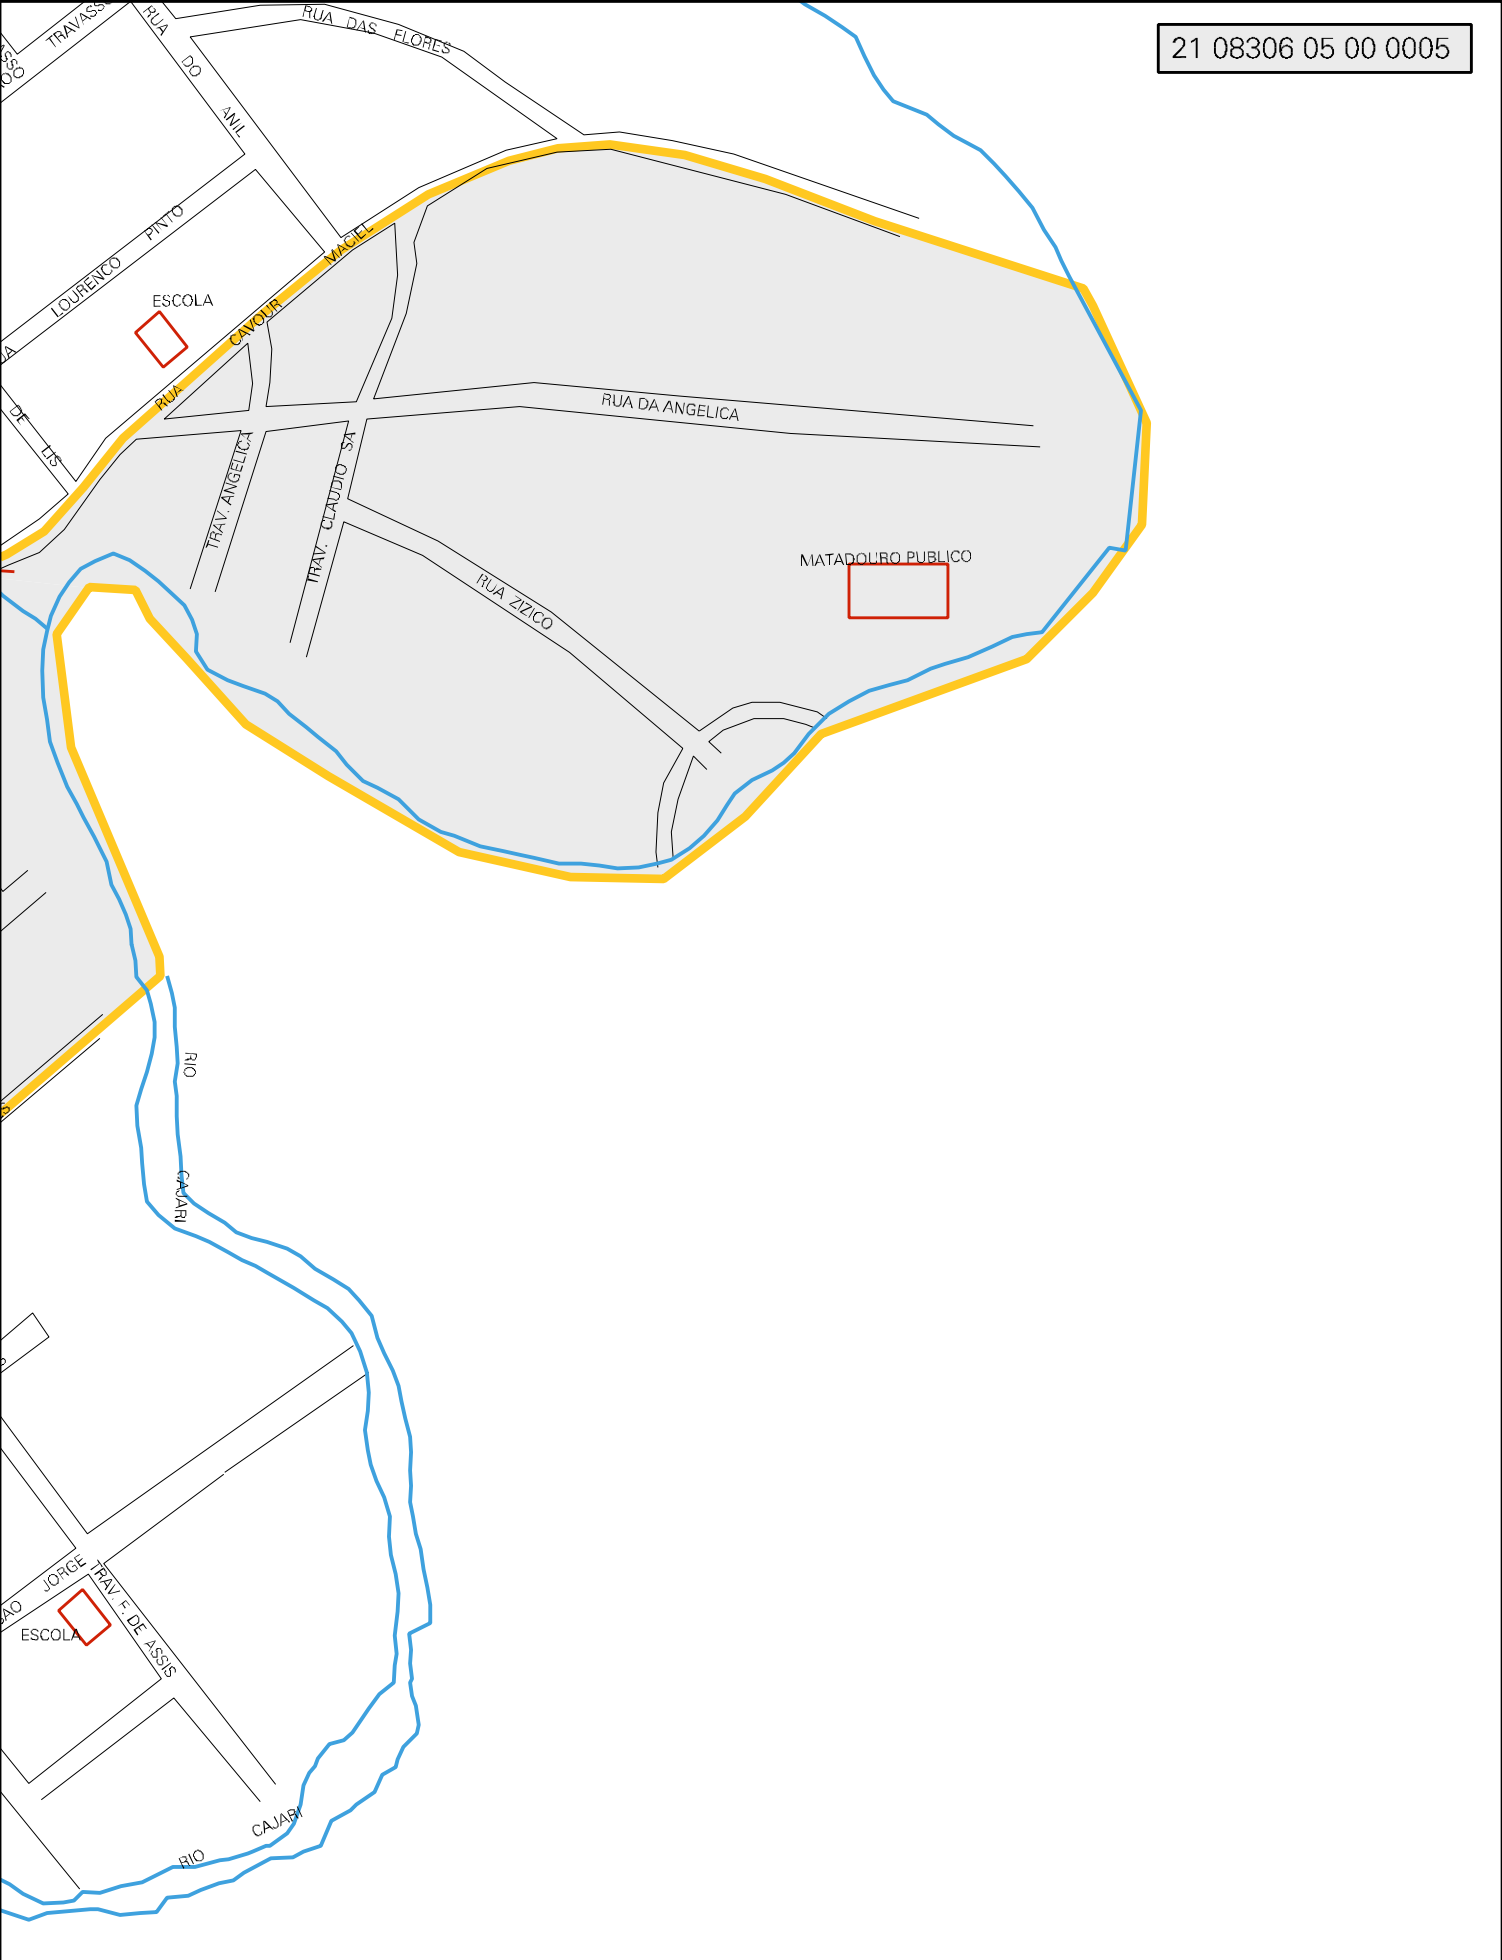 21 08306 05 00 0005
RUA DAS FLORES
TRAVASSO
RUA DO ANIL
LOURENCO PINTO
ESCOLA
RUA CAVOUR MACIEL
DE LIS
RUA DA ANGELICA
TRAV. ANGELICA
TRAV. CLAUDIO SA
RUA ZIZICO
MATADOURO PUBLICO
RIO CAJARI
JORGE
TRAV. F. DE ASSIS
ESCOLA
RIO CAJARI